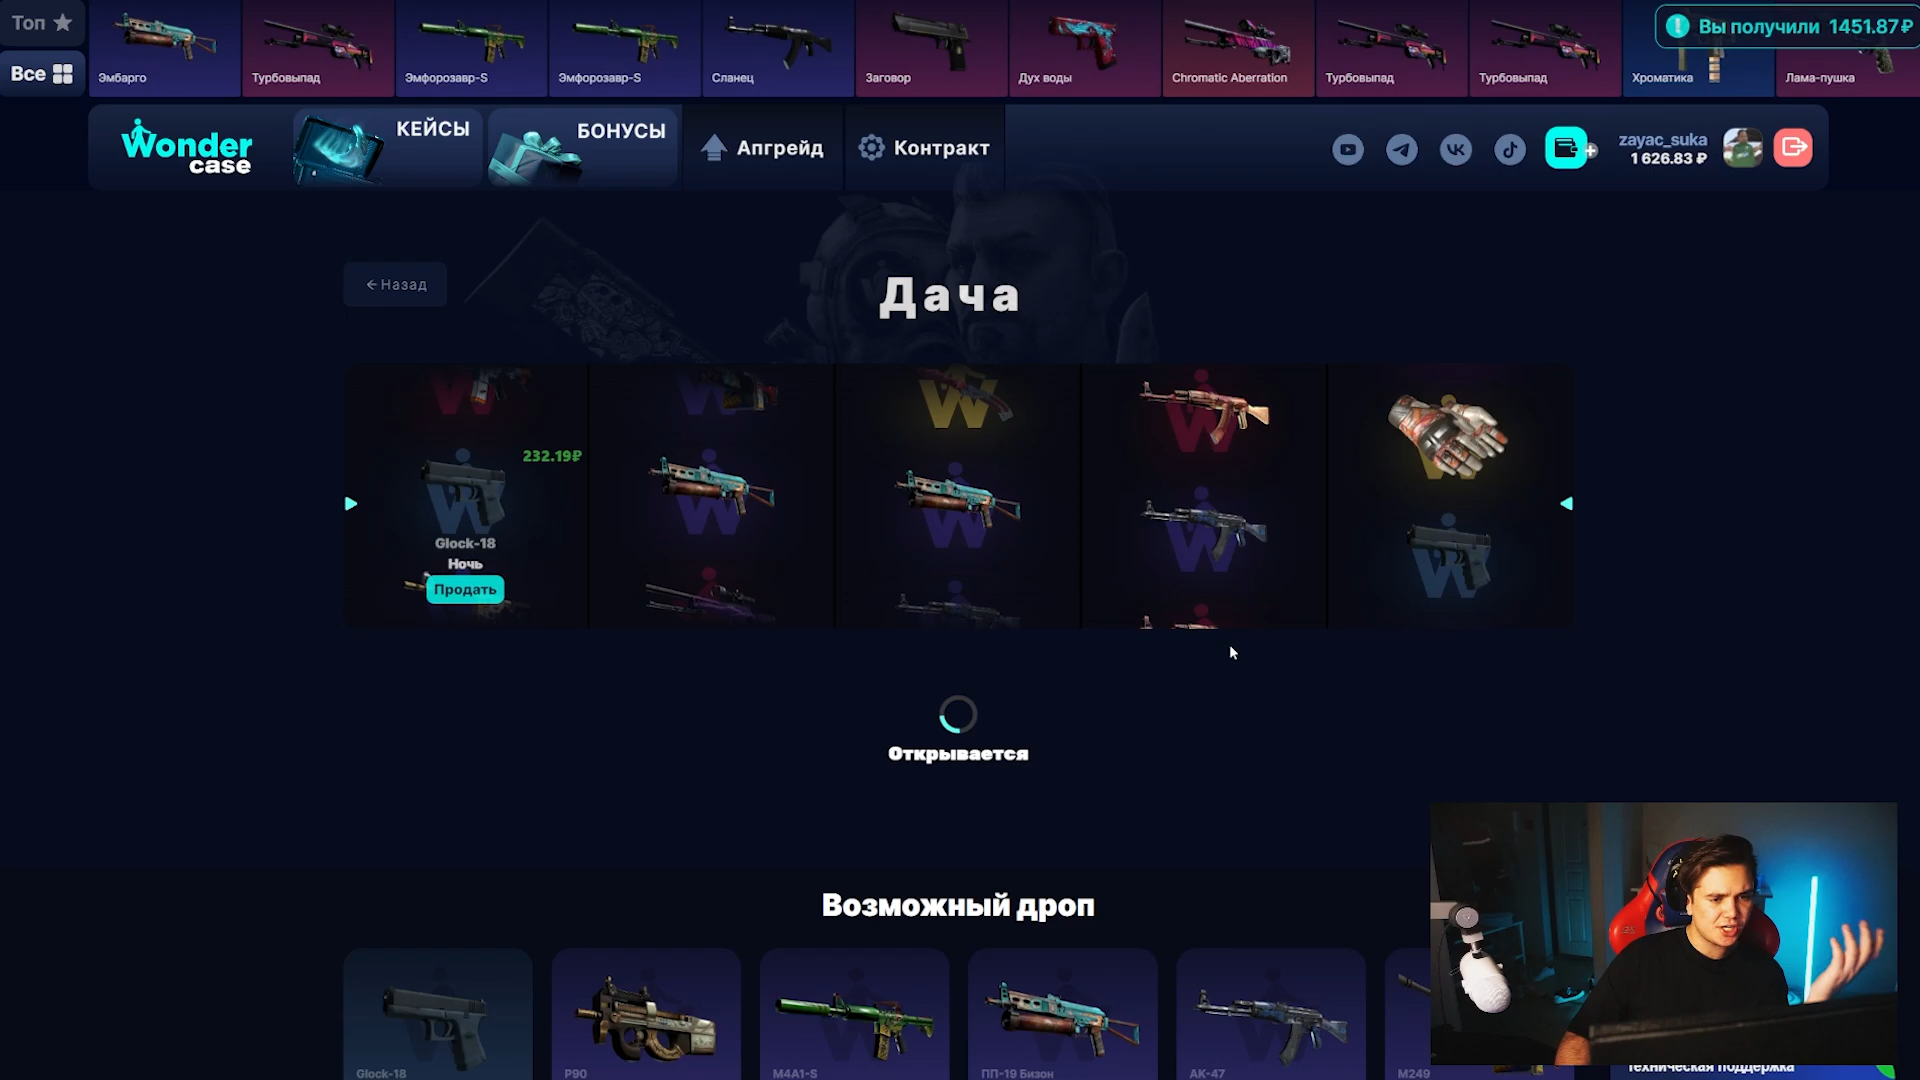 Топ
Все
Эмбарго
Турбовыпад
Эмфорозавр-S
Эмфорозавр-S
Сланец
Заговор
Дух воды
Chromatic Aberration
Турбовыпад
Турбовыпад
Хроматика
Лама-пушка
Вы получили 1451.87₽
Wonder
case
КЕЙСЫ
БОНУСЫ
Апгрейд
Контракт
zayac_suka
1 626.83 ₽
Назад
Дача
232.19₽
Glock-18
Ночь
Продать
Открывается
Возможный дроп
Glock-18
P90
M4A1-S
ПП-19 Бизон
AK-47
M249
Техническая поддержка